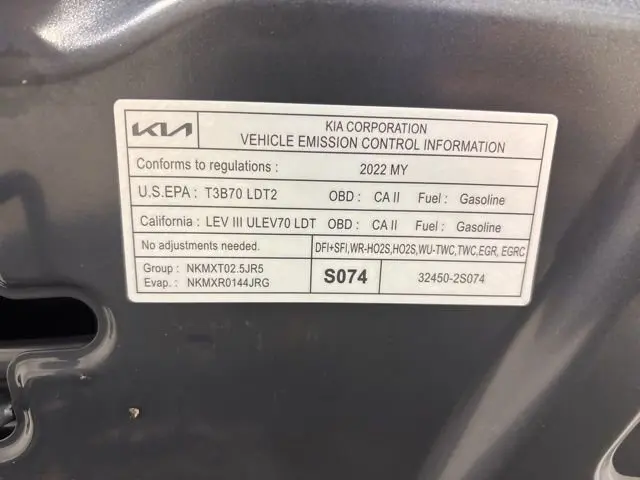 KIA
KIA CORPORATION
VEHICLE EMISSION CONTROL INFORMATION
Conforms to regulations : 2022 MY
U.S.EPA : T3B70 LDT2 OBD : CA II Fuel : Gasoline
California : LEV III ULEV70 LDT OBD : CA II Fuel : Gasoline
No adjustments needed. DFI+SFI,WR-HO2S,HO2S,WU-TWC,TWC,EGR, EGRC
Group : NKMXT02.5JR5
Evap. : NKMXR0144JRG
S074
32450-2S074